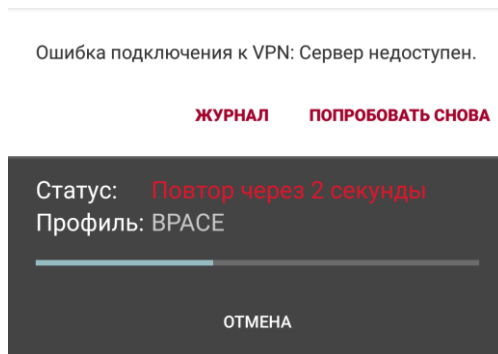 Ошибка подключения к VPN: Сервер недоступен.
ЖУРНАЛ ПОПРОБОВАТЬ СНОВА
Статус: Повтор через 2 секунды
Профиль: BPACE
ОТМЕНА